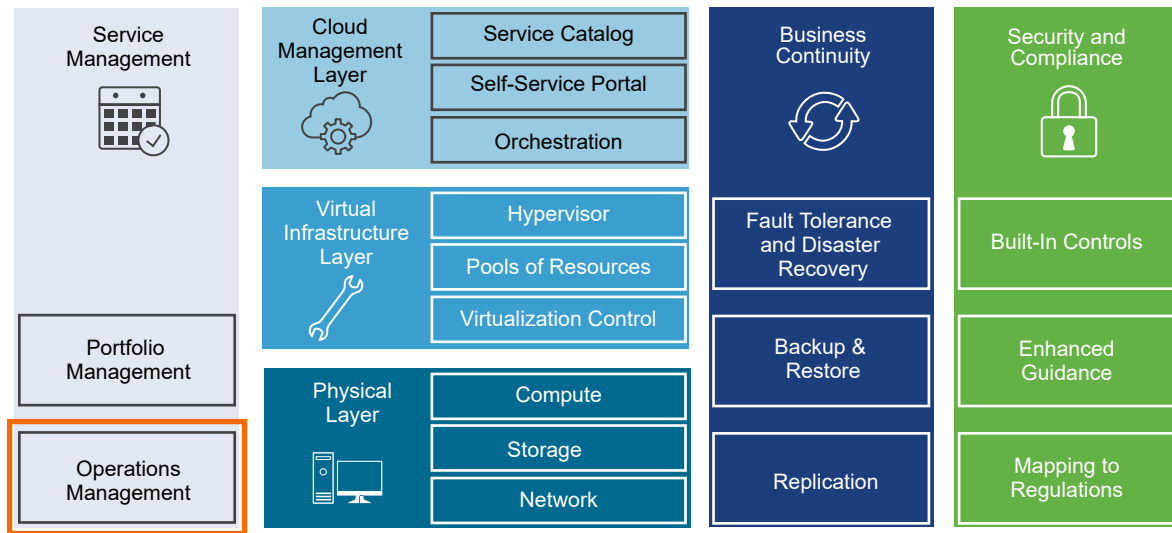 Service
Management
Portfolio
Management
Operations
Management
Cloud
Management
Layer
Service Catalog
Self-Service Portal
Orchestration
Virtual
Infrastructure
Layer
Hypervisor
Pools of Resources
Virtualization Control
Physical
Layer
Compute
Storage
Network
Business
Continuity
Fault Tolerance
and Disaster
Recovery
Backup &
Restore
Replication
Security and
Compliance
Built-In Controls
Enhanced
Guidance
Mapping to
Regulations